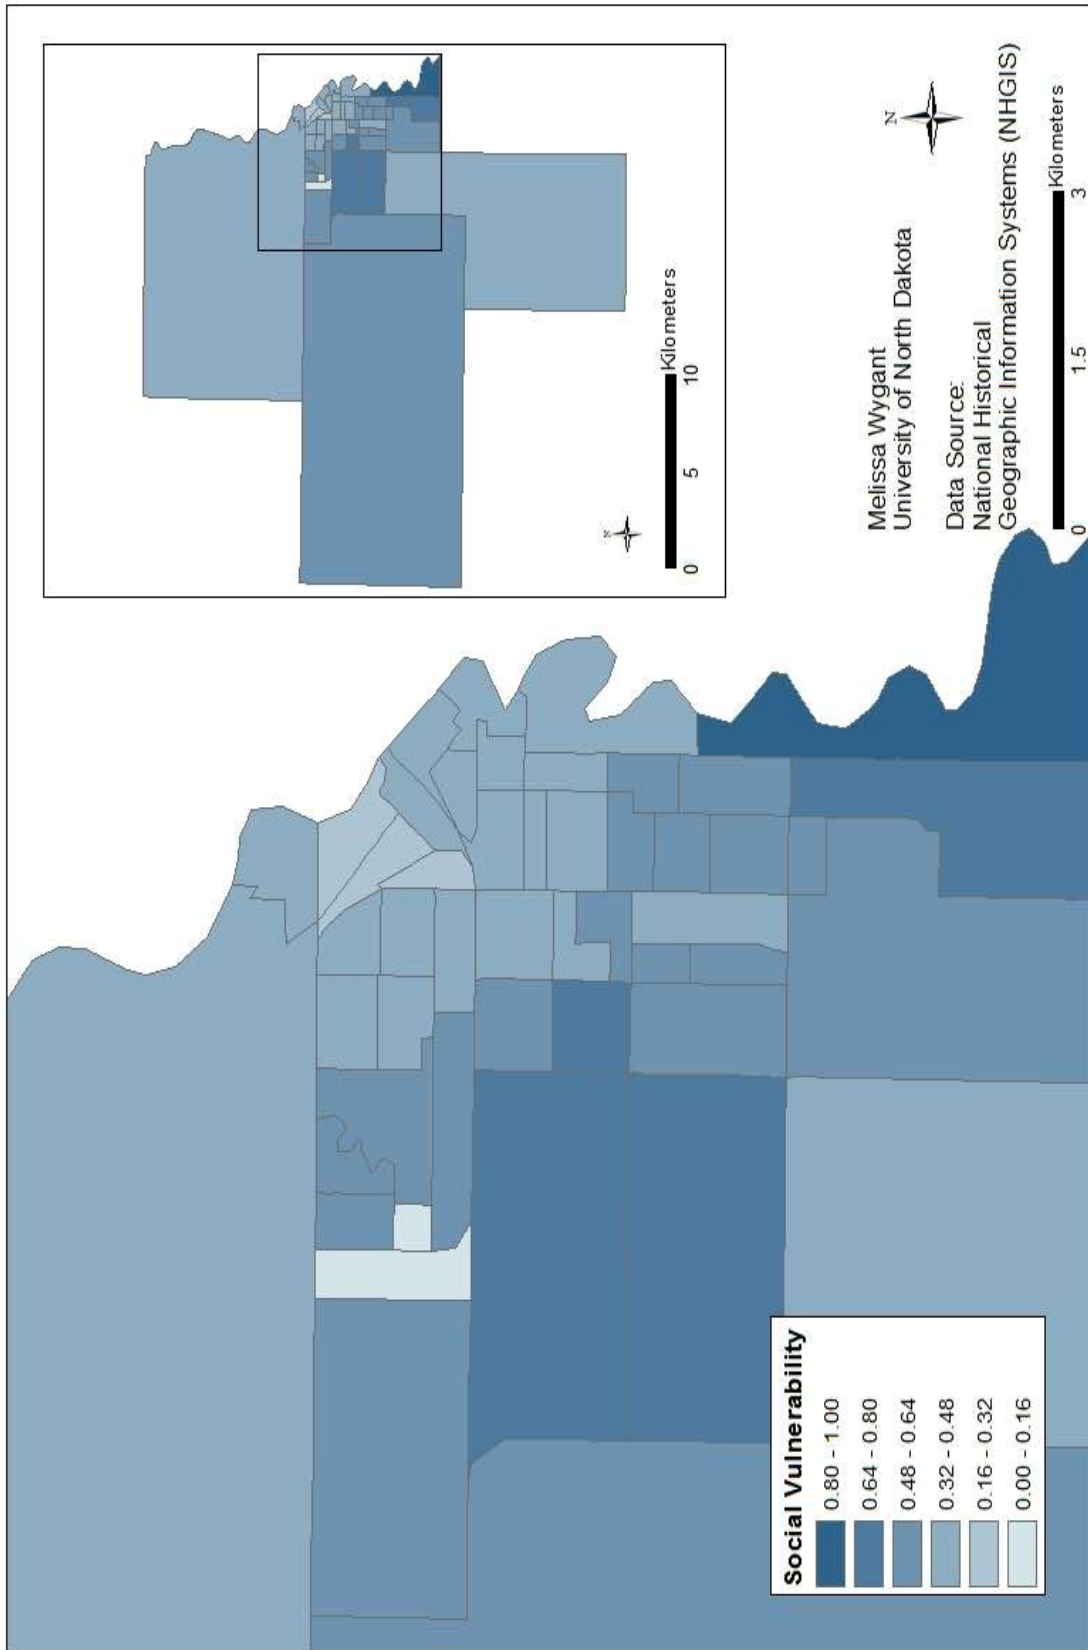 N
N
0
5
10
Kilometers
Melissa Wygant
University of North Dakota
Data Source:
National Historical
Geographic Information Systems (NHGIS)
0
1.5
3
Kilometers
Social Vulnerability
0.80 - 1.00
0.64 - 0.80
0.48 - 0.64
0.32 - 0.48
0.16 - 0.32
0.00 - 0.16